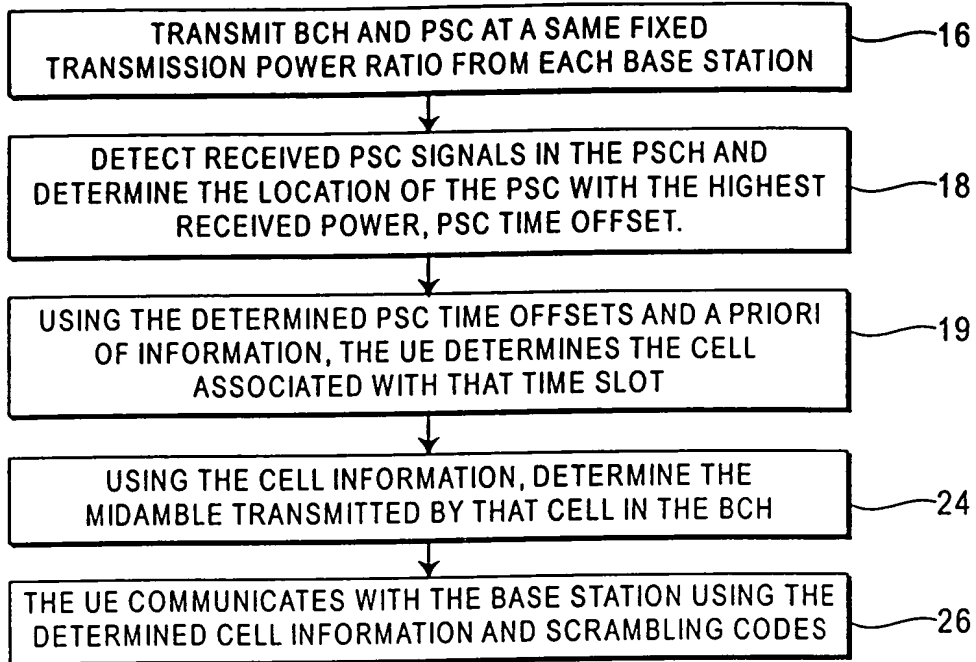 TRANSMIT BCH AND PSC AT A SAME FIXED
TRANSMISSION POWER RATIO FROM EACH BASE STATION
16
DETECT RECEIVED PSC SIGNALS IN THE PSCH AND
DETERMINE THE LOCATION OF THE PSC WITH THE HIGHEST
RECEIVED POWER, PSC TIME OFFSET.
18
USING THE DETERMINED PSC TIME OFFSETS AND A PRIORI
OF INFORMATION, THE UE DETERMINES THE CELL
ASSOCIATED WITH THAT TIME SLOT
19
USING THE CELL INFORMATION, DETERMINE THE
MIDAMBLE TRANSMITTED BY THAT CELL IN THE BCH
24
THE UE COMMUNICATES WITH THE BASE STATION USING THE
DETERMINED CELL INFORMATION AND SCRAMBLING CODES
26